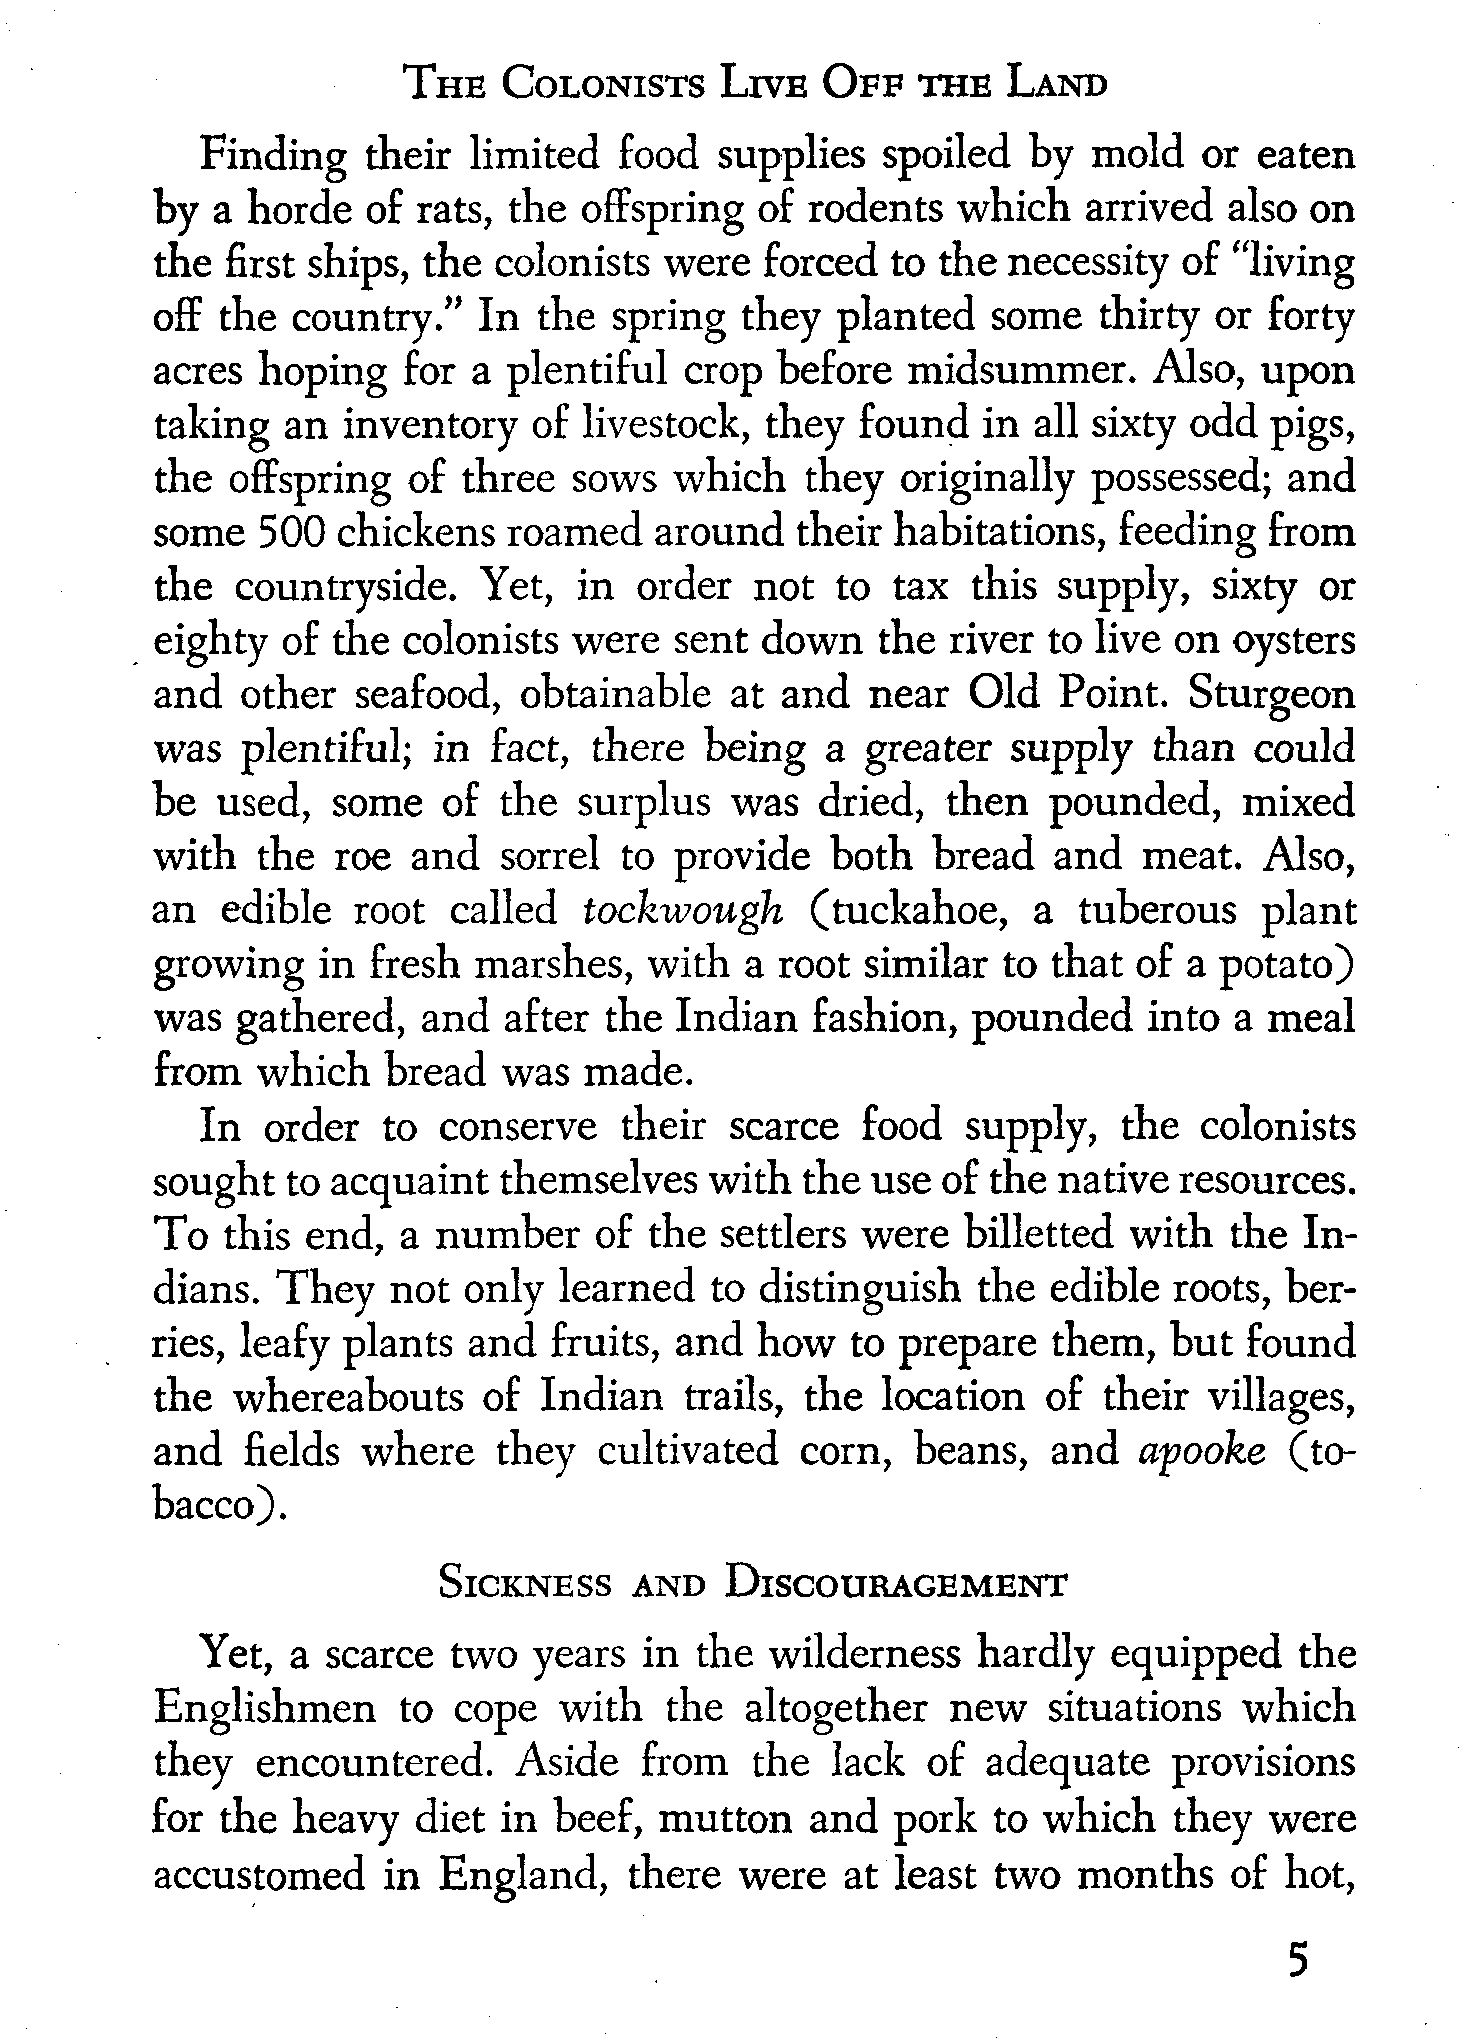 The Colonists Live Off the Land
Finding their limited food supplies spoiled by mold or eaten
by a horde of rats, the offspring of rodents which arrived also on
the first ships, the colonists were forced to the necessity of "living
off the country." In the spring they planted some thirty or forty
acres hoping for a plentiful crop before midsummer. Also, upon
taking an inventory of livestock, they found in all sixty odd pigs,
the offspring of three sows which they originally possessed; and
some 500 chickens roamed around their habitations, feeding from
the countryside. Yet, in order not to tax this supply, sixty or
eighty of the colonists were sent down the river to live on oysters
and other seafood, obtainable at and near Old Point. Sturgeon
was plentiful; in fact, there being a greater supply than could
be used, some of the surplus was dried, then pounded, mixed
with the roe and sorrel to provide both bread and meat. Also,
an edible root called tockwough (tuckahoe, a tuberous plant
growing in fresh marshes, with a root similar to that of a potato)
was gathered, and after the Indian fashion, pounded into a meal
from which bread was made.
In order to conserve their scarce food supply, the colonists
sought to acquaint themselves with the use of the native resources.
To this end, a number of the settlers were billetted with the In-
dians. They not only learned to distinguish the edible roots, ber-
ries, leafy plants and fruits, and how to prepare them, but found
the whereabouts of Indian trails, the location of their villages,
and fields where they cultivated corn, beans, and apooke (to-
bacco).
Sickness and Discouragement
Yet, a scarce two years in the wilderness hardly equipped the
Englishmen to cope with the altogether new situations which
they encountered. Aside from the lack of adequate provisions
for the heavy diet in beef, mutton and pork to which they were
accustomed in England, there were at least two months of hot,
5